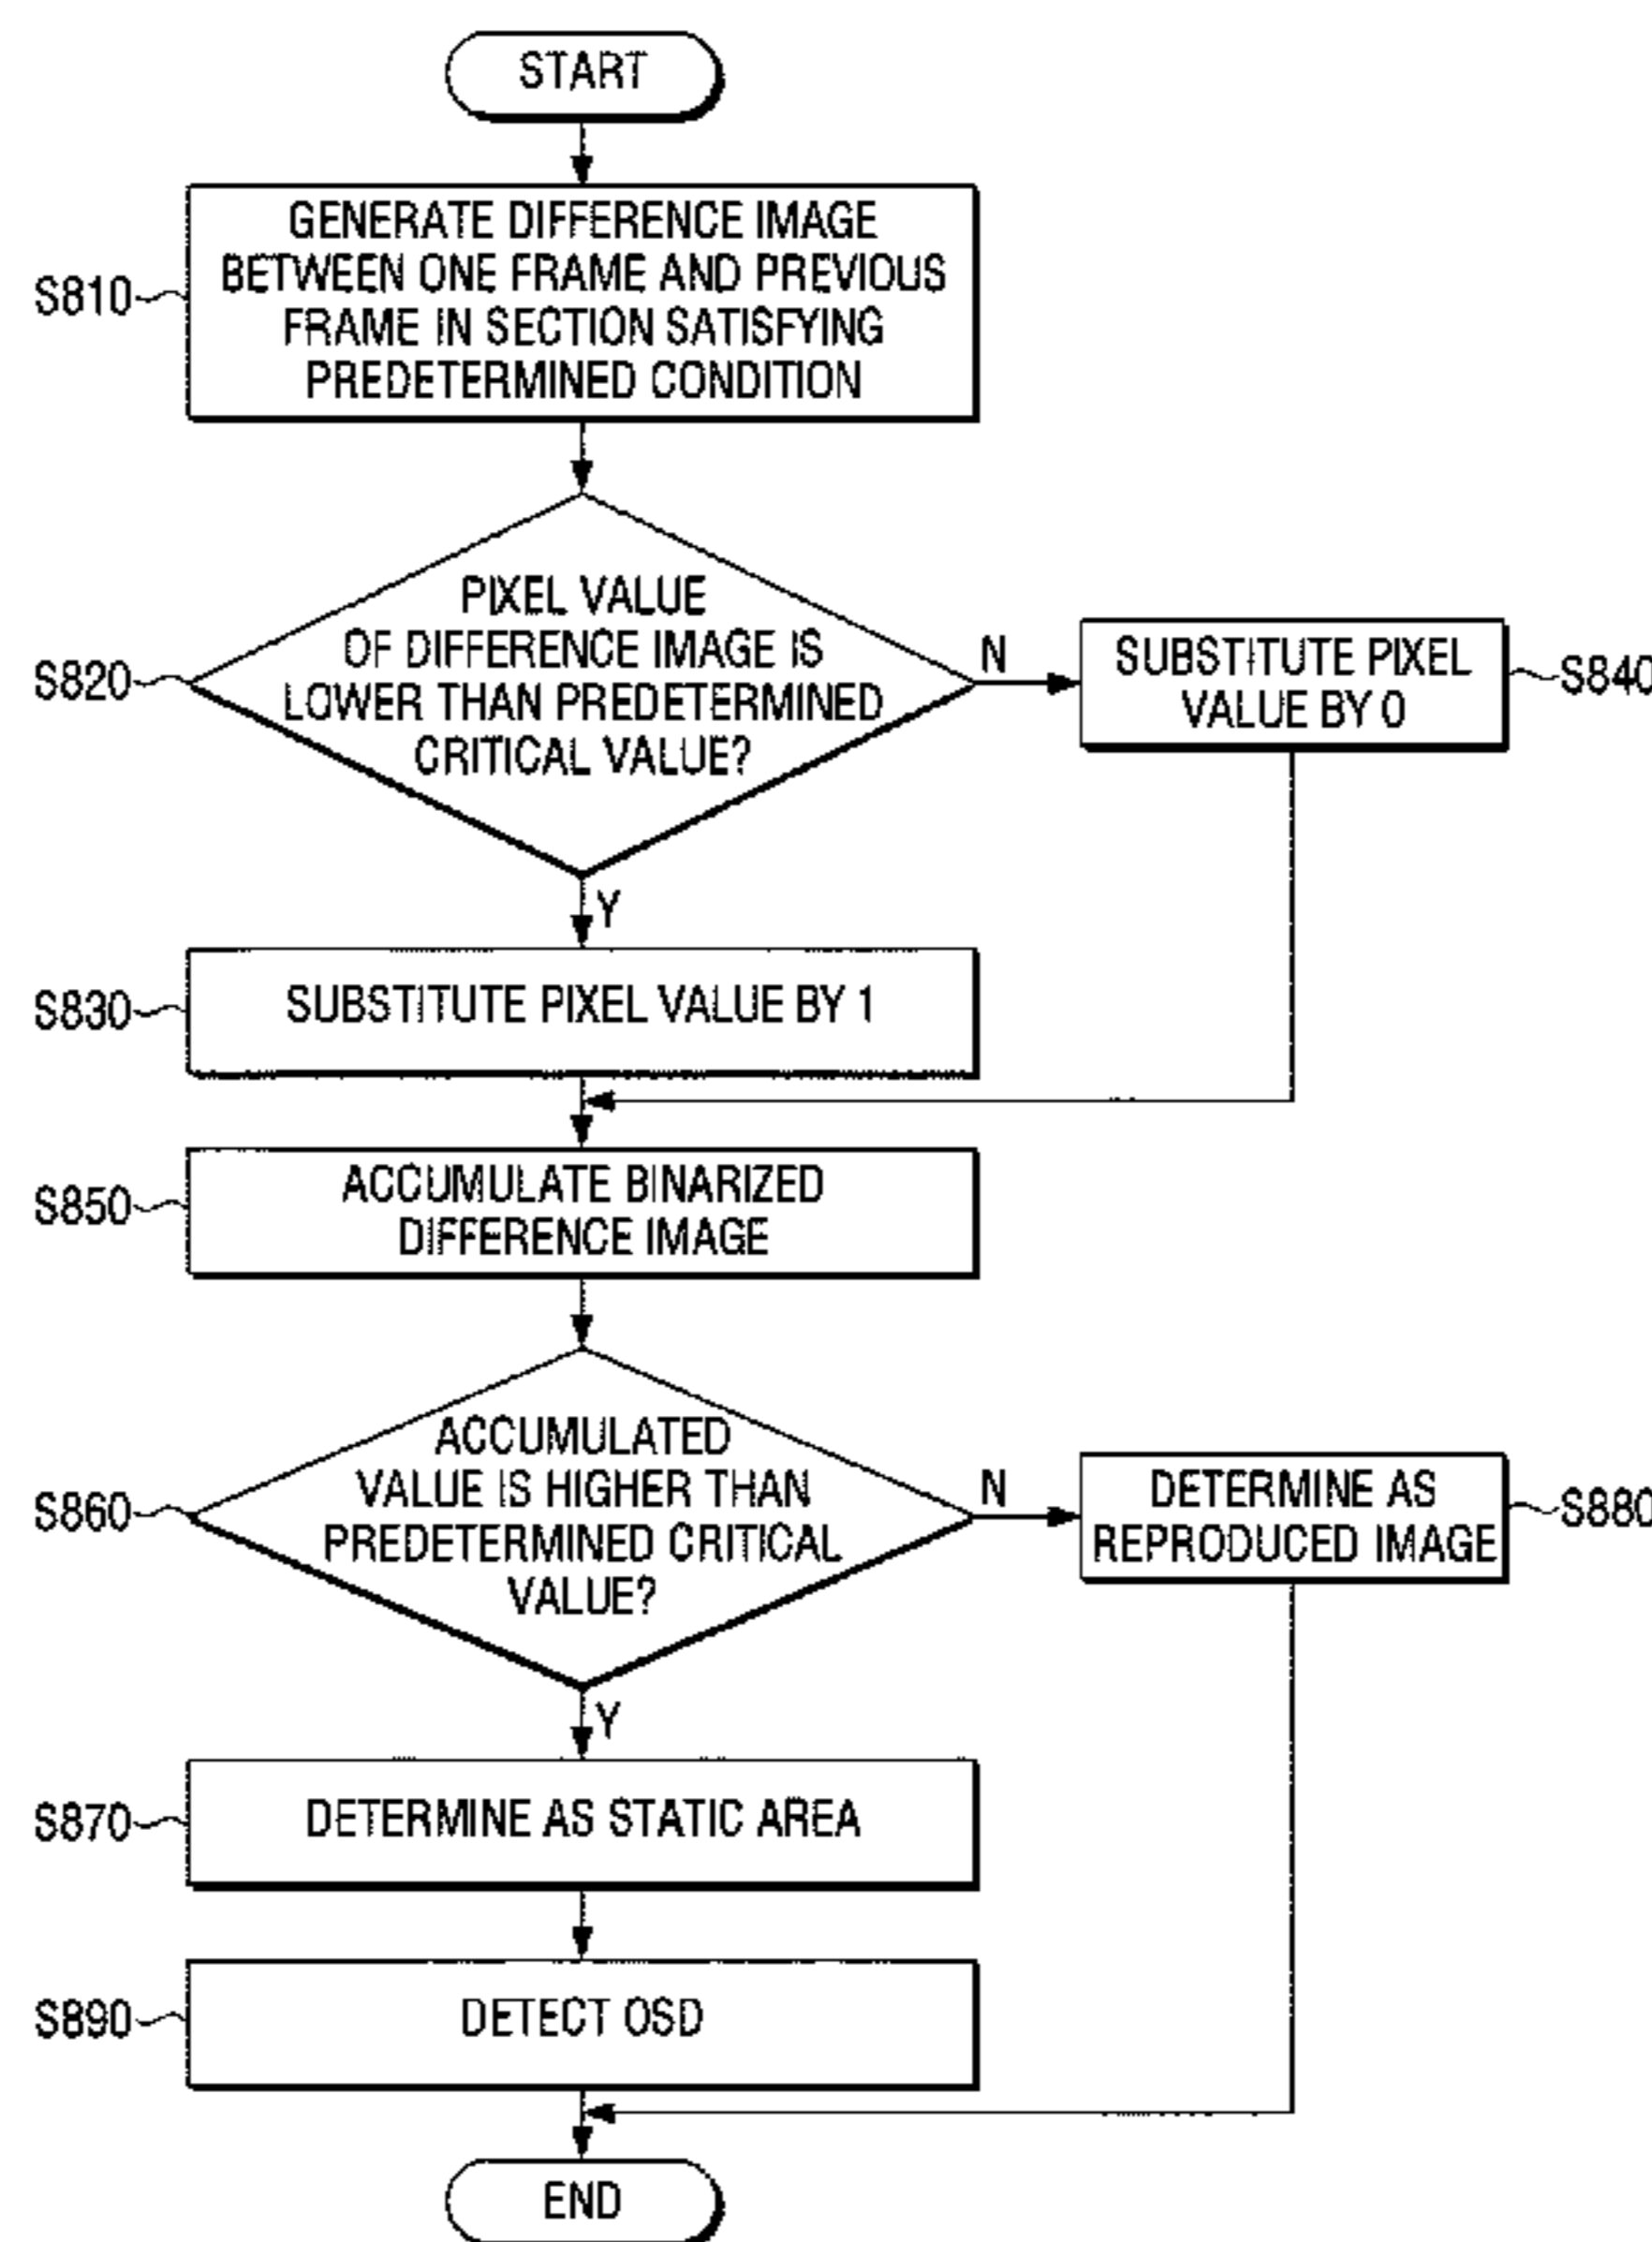 START
GENERATE DIFFERENCE IMAGE
BETWEEN ONE FRAME AND PREVIOUS
FRAME IN SECTION SATISFYING
PREDETERMINED CONDITION
S810
PIXEL VALUE
OF DIFFERENCE IMAGE IS
LOWER THAN PREDETERMINED
CRITICAL VALUE?
S820
N
SUBSTITUTE PIXEL
VALUE BY 0
S840
Y
SUBSTITUTE PIXEL VALUE BY 1
S830
ACCUMULATE BINARIZED
DIFFERENCE IMAGE
S850
ACCUMULATED
VALUE IS HIGHER THAN
PREDETERMINED CRITICAL
VALUE?
S860
N
DETERMINE AS
REPRODUCED IMAGE
S880
Y
DETERMINE AS STATIC AREA
S870
DETECT OSD
S890
END